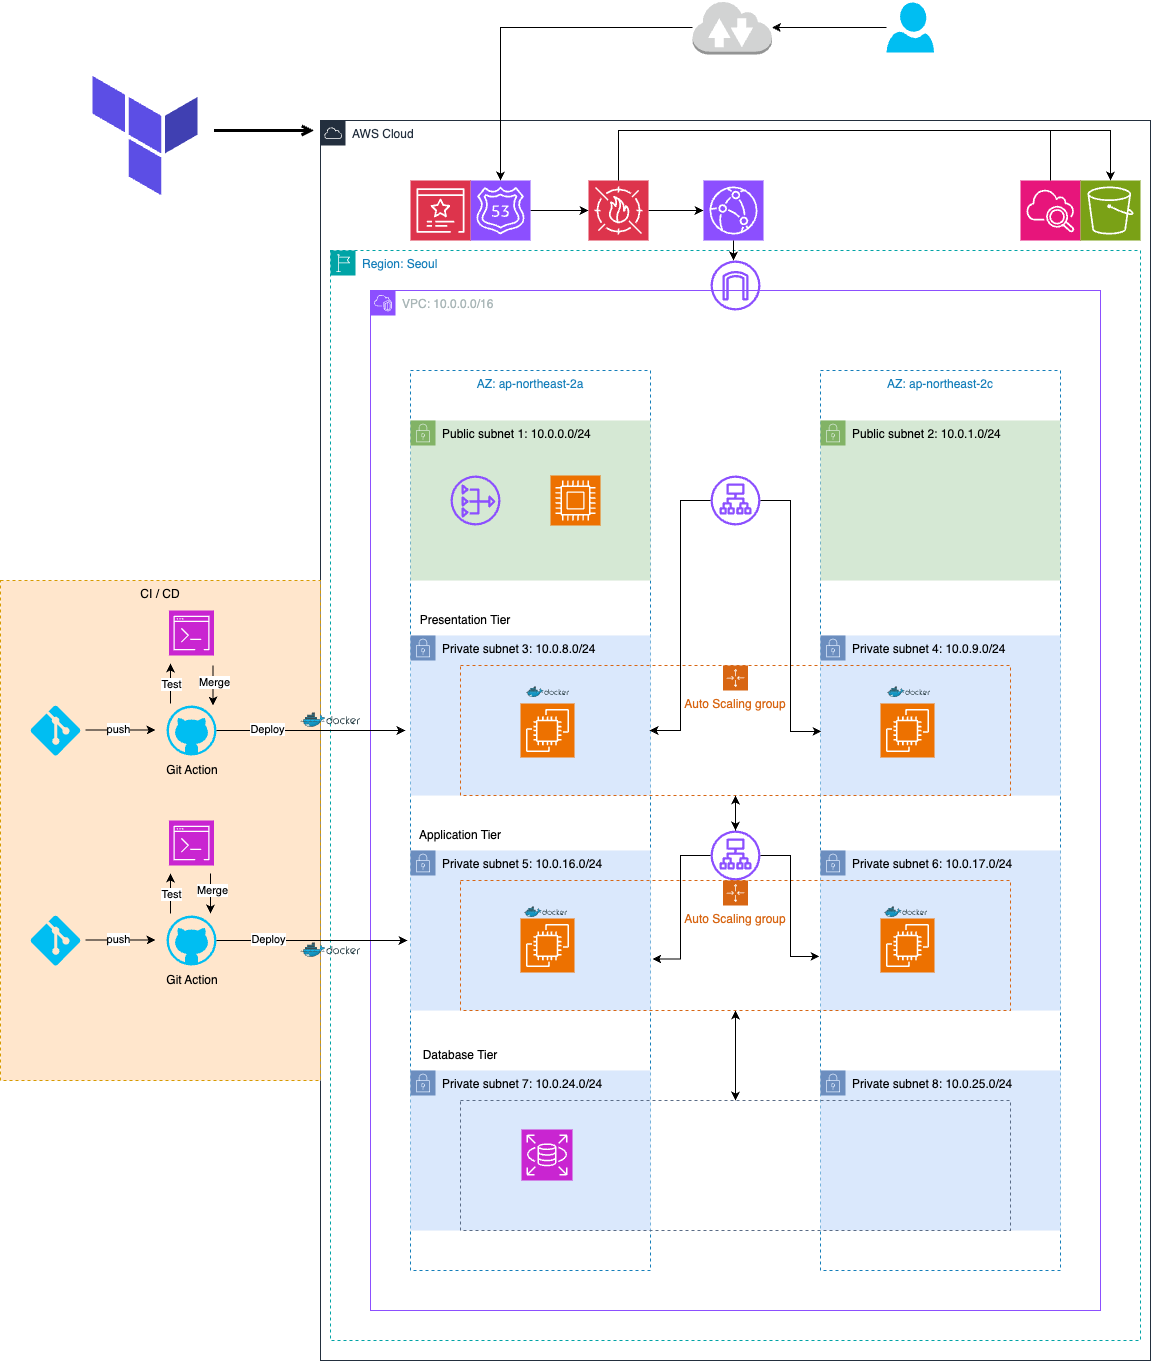 AWS Cloud
53
Region: Seoul
VPC: 10.0.0.0/16
AZ: ap-northeast-2a
AZ: ap-northeast-2c
Public subnet 1: 10.0.0.0/24
Public subnet 2: 10.0.1.0/24
CI / CD
Presentation Tier
Private subnet 3: 10.0.8.0/24
Private subnet 4: 10.0.9.0/24
Test
Merge
docker
docker
Auto Scaling group
push
Deploy
docker
Git Action
Application Tier
Private subnet 5: 10.0.16.0/24
Private subnet 6: 10.0.17.0/24
Test
Merge
docker
docker
Auto Scaling group
push
Deploy
docker
Git Action
Database Tier
Private subnet 7: 10.0.24.0/24
Private subnet 8: 10.0.25.0/24